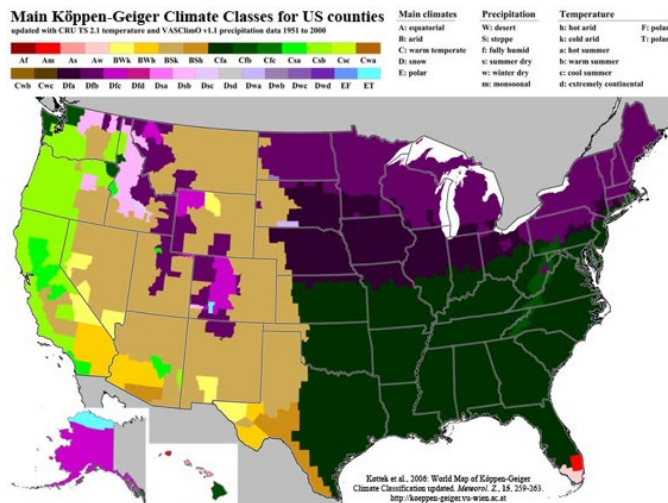 Main Köppen-Geiger Climate Classes for US counties
updated with CRU TS 2.1 temperature and VASClimO v1.1 precipitation data 1951 to 2000
Af Am As Aw BWk BWh BSk BSh Cfa Cfb Cfc Csa Csb Csc Cwa
Cwb Cwc Dfa Dfb Dfc Dfd Dsa Dsb Dsc Dsd Dwa Dwb Dwc Dwd EF ET
Main climates
A: equatorial
B: arid
C: warm temperate
D: snow
E: polar
Precipitation
W: desert
S: steppe
f: fully humid
s: summer dry
w: winter dry
m: monsoonal
Temperature
h: hot arid
k: cold arid
a: hot summer
b: warm summer
c: cool summer
d: extremely continental
F: pola
T: pola
Kottek et al., 2006: World Map of Köppen-Geiger
Climate Classification updated. Meteorol. Z., 15, 259-263.
http://koeppen-geiger.vu-wien.ac.at